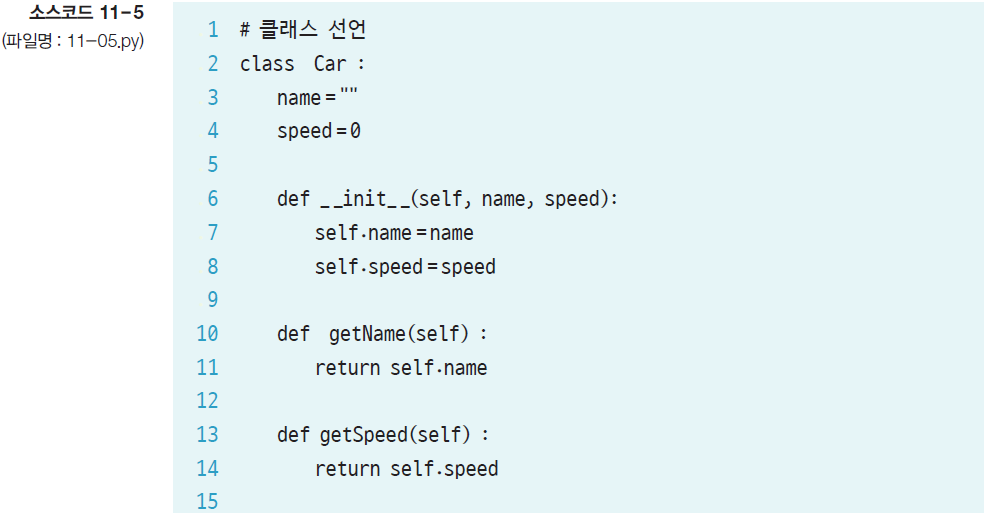 소스코드 11-5
(파일명 : 11-05.py)
1 # 클래스 선언
2 class Car :
3 name = ""
4 speed = 0
5
6 def __init__(self, name, speed):
7 self.name = name
8 self.speed = speed
9
10 def getName(self) :
11 return self.name
12
13 def getSpeed(self) :
14 return self.speed
15